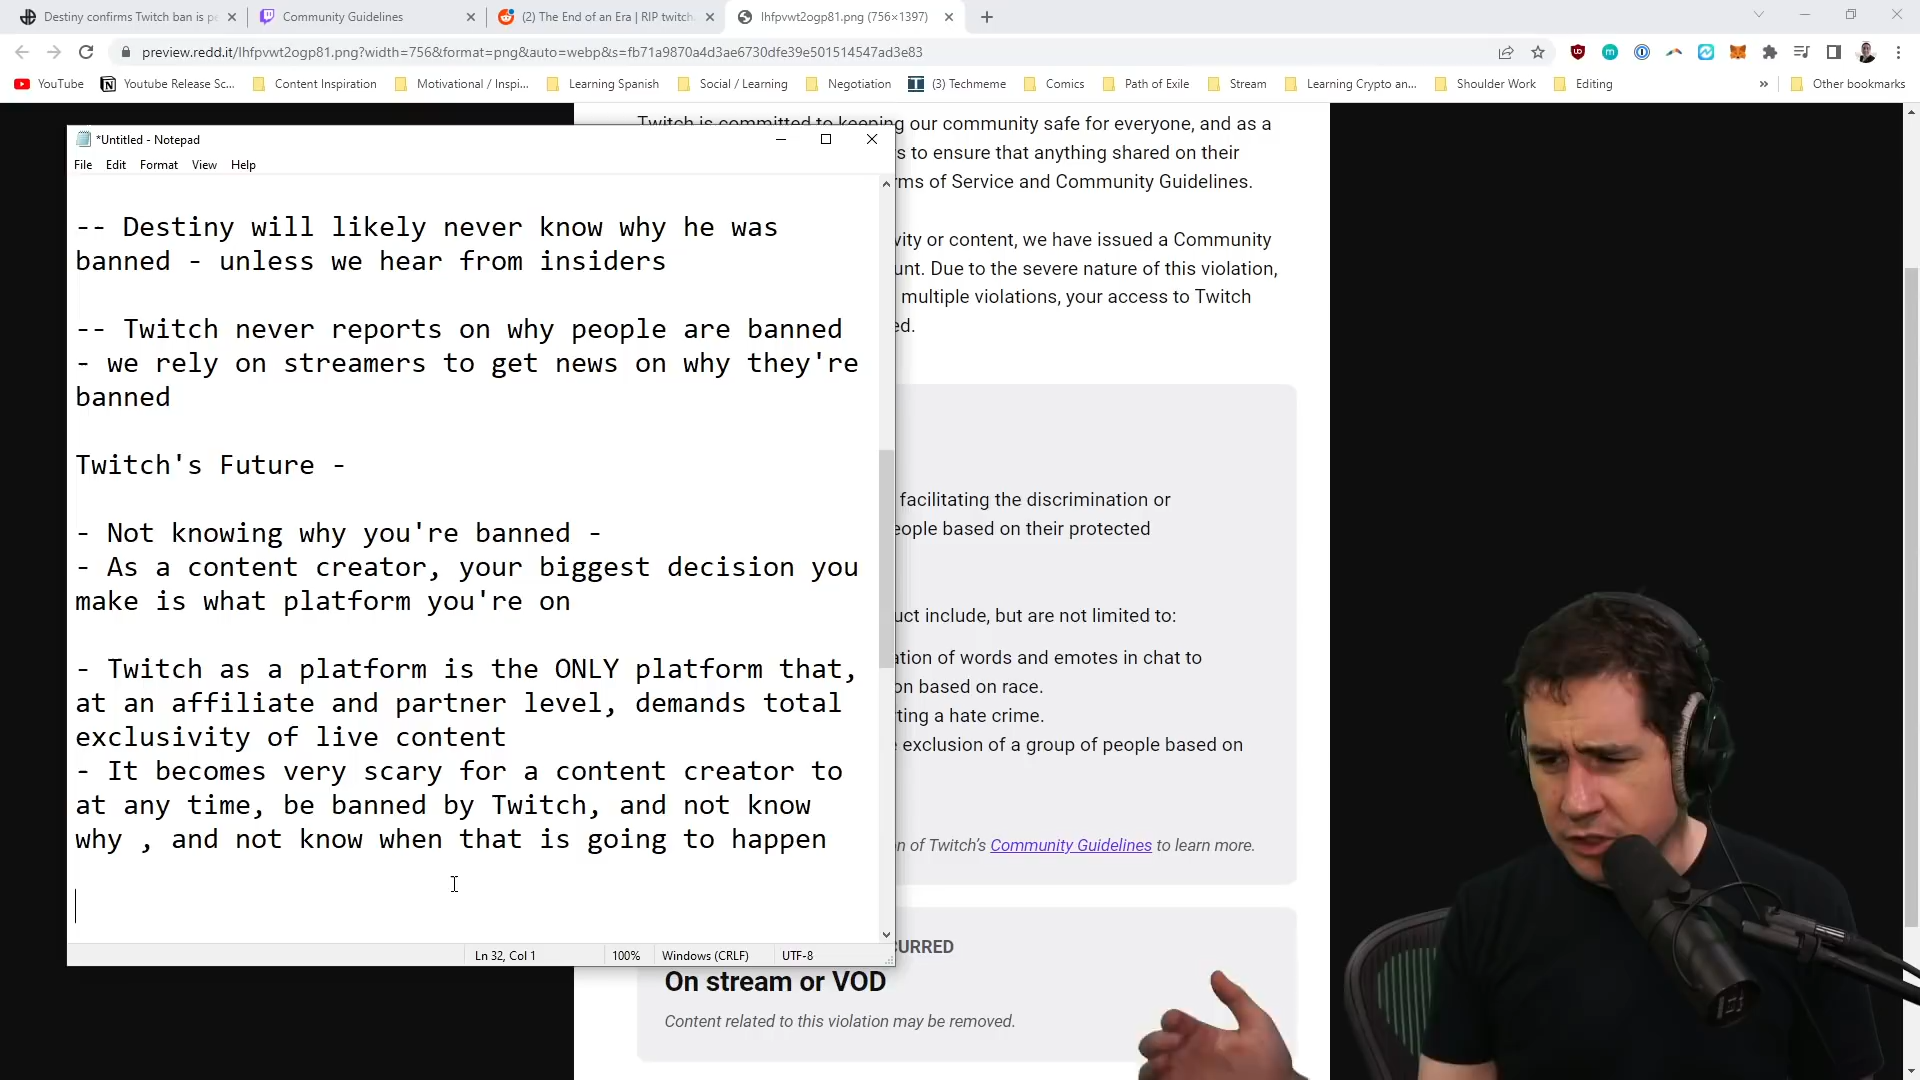 Destiny confirms Twitch ban is pe
Community Guidelines
(2) The End of an Era | RIP twitch.
lhfpvwt2ogp81.png (756×1397)
preview.redd.it/lhfpvwt2ogp81.png?width=756&format=png&auto=webp&s=fb71a9870a4d3ae6730dfe39e501514547ad3e83
YouTube
Youtube Release Sc...
Content Inspiration
Motivational / Inspi...
Learning Spanish
Social / Learning
Negotiation
(3) Techmeme
Comics
Path of Exile
Stream
Learning Crypto an...
Shoulder Work
Editing
»
Other bookmarks
*Untitled - Notepad
File Edit Format View Help
-- Destiny will likely never know why he was
banned - unless we hear from insiders
-- Twitch never reports on why people are banned
- we rely on streamers to get news on why they're
banned
Twitch's Future -
- Not knowing why you're banned -
- As a content creator, your biggest decision you
make is what platform you're on
- Twitch as a platform is the ONLY platform that,
at an affiliate and partner level, demands total
exclusivity of live content
- It becomes very scary for a content creator to
at any time, be banned by Twitch, and not know
why , and not know when that is going to happen
Ln 32, Col 1
100%
Windows (CRLF)
UTF-8
Twitch is committed to keeping our community safe for everyone, and as a
s to ensure that anything shared on their
rms of Service and Community Guidelines.
vity or content, we have issued a Community
unt. Due to the severe nature of this violation,
multiple violations, your access to Twitch
ed.
facilitating the discrimination or
eople based on their protected
uct include, but are not limited to:
ation of words and emotes in chat to
on based on race.
rting a hate crime.
exclusion of a group of people based on
n of Twitch's Community Guidelines to learn more.
CURRED
On stream or VOD
Content related to this violation may be removed.